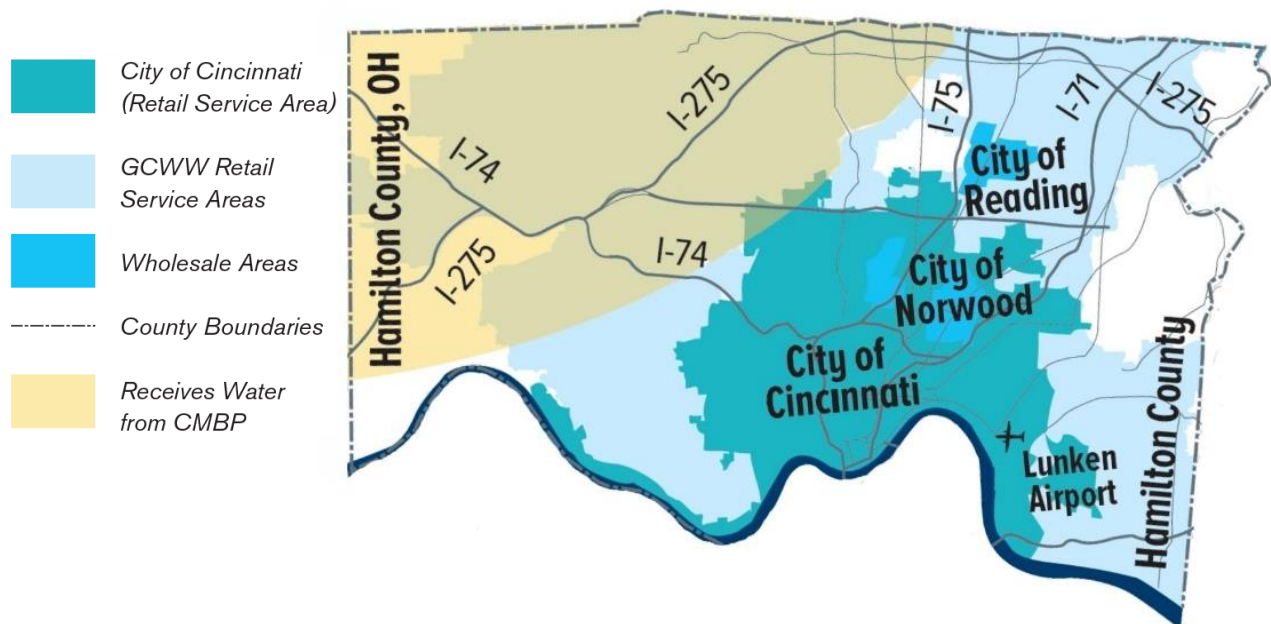 City of Cincinnati
(Retail Service Area)
GCWW Retail
Service Areas
Wholesale Areas
County Boundaries
Receives Water
from CMBP
Hamilton County, OH
I-275
I-75
I-71
I-275
I-74
City of
Reading
I-275
I-74
City of
Norwood
City of
Cincinnati
Lunken
Airport
Hamilton County